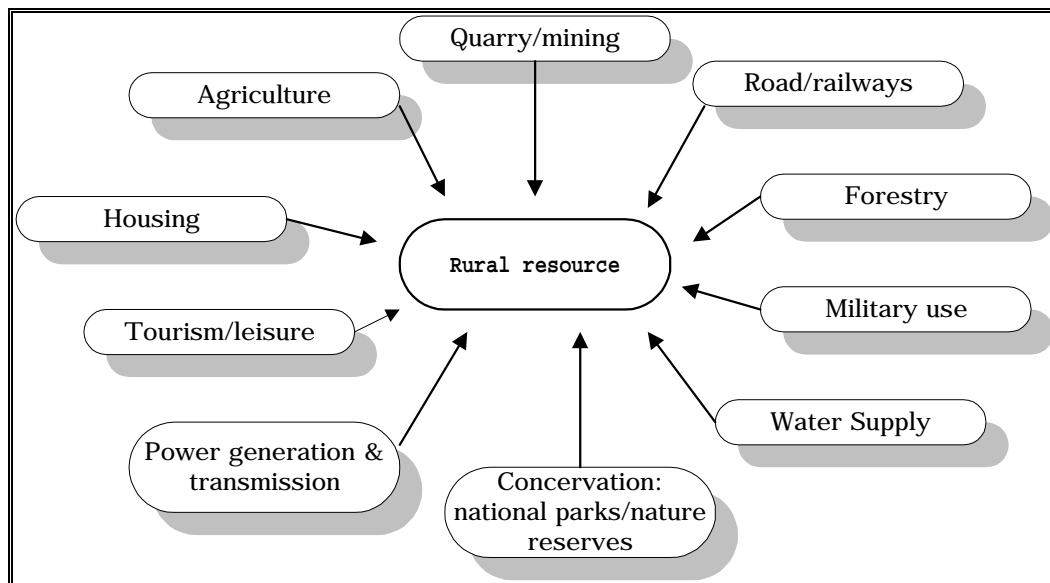 Quarry/mining
Agriculture
Road/railways
Housing
Forestry
Rural resource
Tourism/leisure
Military use
Power generation &
transmission
Water Supply
Concervation:
national parks/nature
reserves